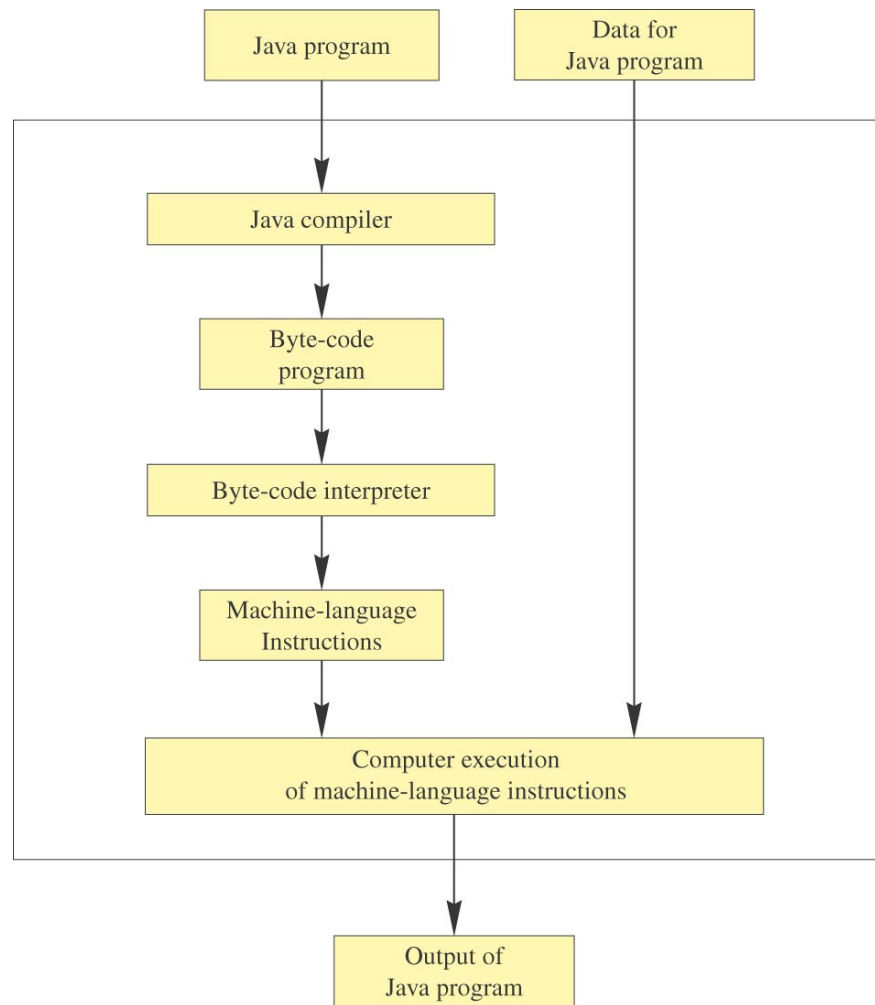 Java program
Data for
Java program
Java compiler
Byte-code
program
Byte-code interpreter
Machine-language
Instructions
Computer execution
of machine-language instructions
Output of
Java program